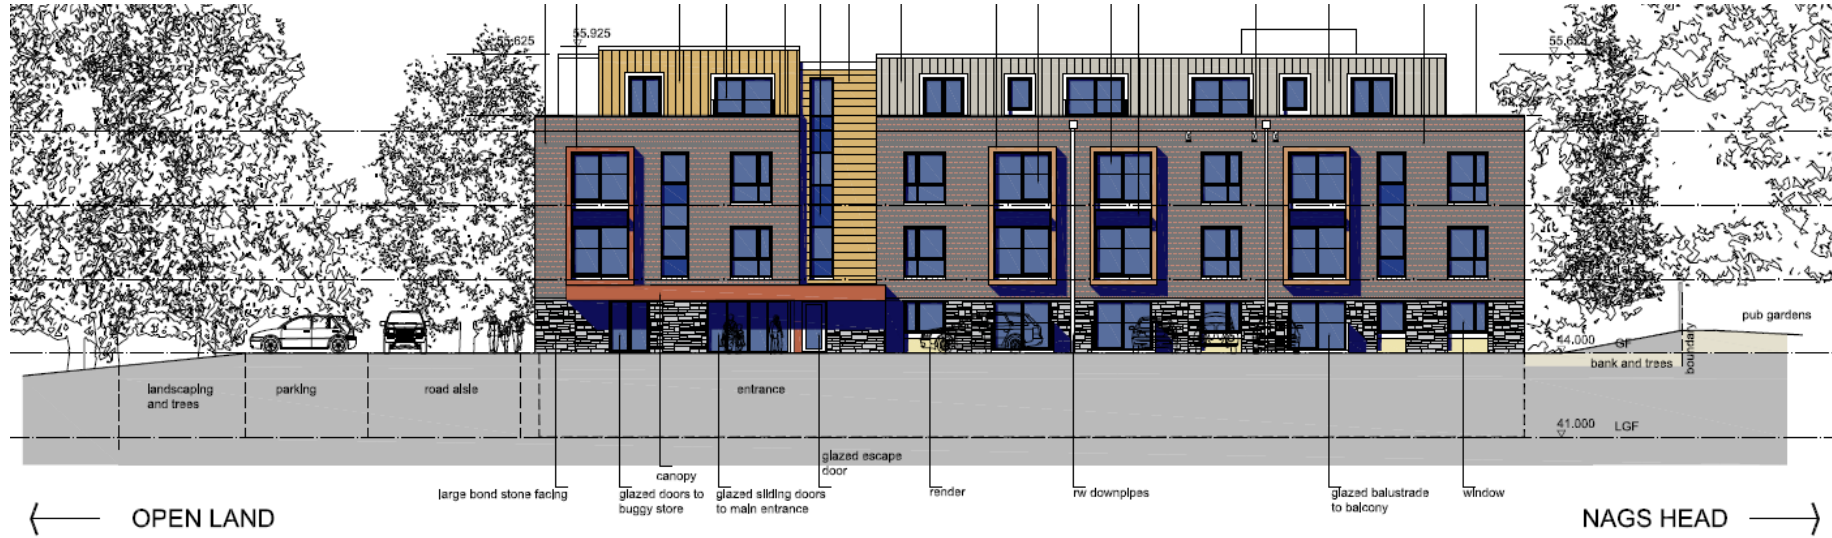 55.625
55.925
55.625
pub gardens
boundary
44.000 GF
bank and trees
landscaping
and trees
parking
road aisle
entrance
41.000 LGF
glazed escape
door
canopy
large bond stone facing
glazed doors to
buggy store
glazed sliding doors
to main entrance
render
rw downpipes
glazed balustrade
to balcony
window
OPEN LAND
NAGS HEAD